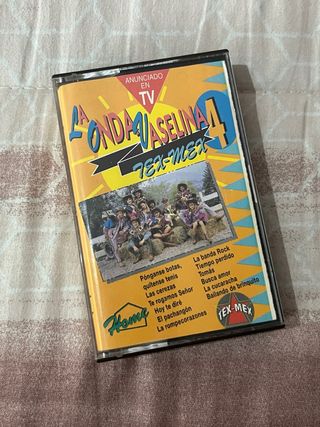 ANUNCIADO
EN
TV
LA ONDA VASELINA 4
TEX-MEX
Pónganse botas,
quítense tenis
Las cerezas
Te rogamos Señor
Hoy te diré
El pachangón
La rompecorazones
La banda Rock
Tiempo perdido
Tomás
Busca amor
La cucaracha
Bailando de brinquito
Home
TEX-MEX